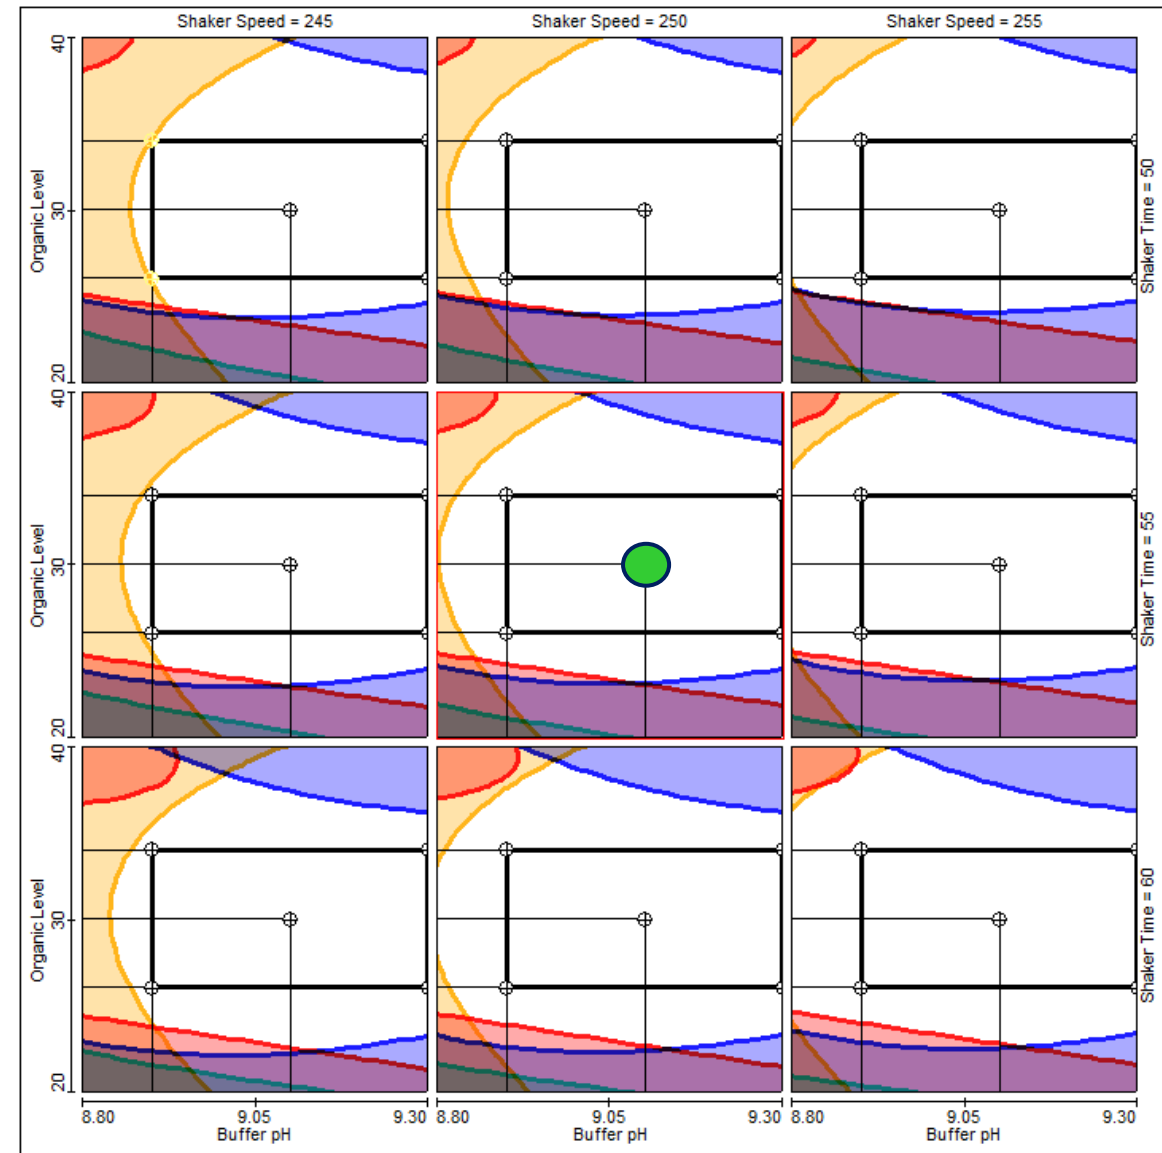 Shaker Speed = 245
Shaker Speed = 250
Shaker Speed = 255
40
30
20
Organic Level
Shaker Time = 50
40
30
20
Organic Level
Shaker Time = 55
40
30
20
Organic Level
Shaker Time = 60
8.80 9.05 9.30
Buffer pH
8.80 9.05 9.30
Buffer pH
8.80 9.05 9.30
Buffer pH